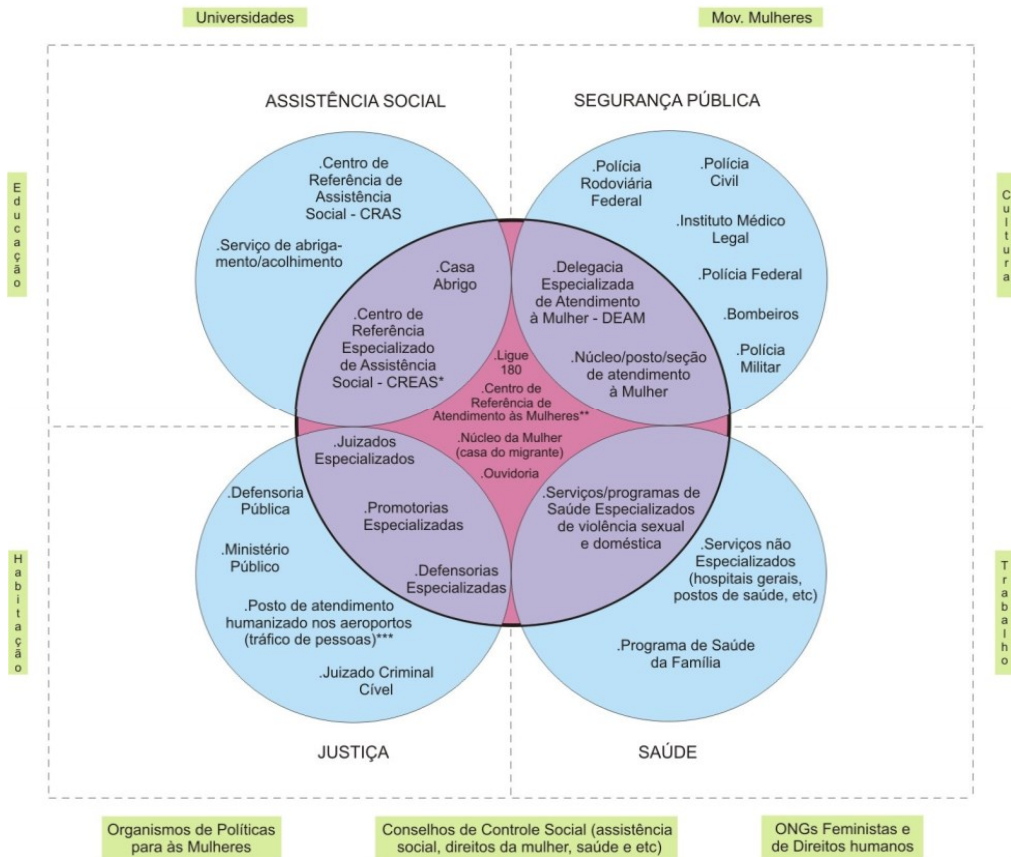 Universidades
Mov. Mulheres
ASSISTÊNCIA SOCIAL
SEGURANÇA PÚBLICA
Educação
Cultura
.Centro de
Referência de
Assistência
Social - CRAS
.Serviço de abriga-
mento/acolhimento
.Casa
Abrigo
.Centro de
Referência
Especializado
de Assistência
Social - CREAS*
.Polícia
Rodoviária
Federal
.Polícia
Civil
.Instituto Médico
Legal
.Polícia Federal
.Bombeiros
.Polícia
Militar
.Delegacia
Especializada
de Atendimento
à Mulher - DEAM
.Núcleo/posto/seção
de atendimento
à Mulher
.Ligue
180
.Centro de
Referência de
Atendimento às Mulheres**
.Núcleo da Mulher
(casa do migrante)
.Ouvidoria
.Juizados
Especializados
.Defensoria
Pública
.Promotorias
Especializadas
.Ministério
Público
.Defensorias
Especializadas
.Posto de atendimento
humanizado nos aeroportos
(tráfico de pessoas)***
.Juizado Criminal
Cível
.Serviços/programas de
Saúde Especializados
de violência sexual
e doméstica
.Serviços não
Especializados
(hospitais gerais,
postos de saúde, etc)
.Programa de Saúde
da Família
Habitação
Trabalho
JUSTIÇA
SAÚDE
Organismos de Políticas
para às Mulheres
Conselhos de Controle Social (assistência
social, direitos da mulher, saúde e etc)
ONGs Feministas e
de Direitos humanos